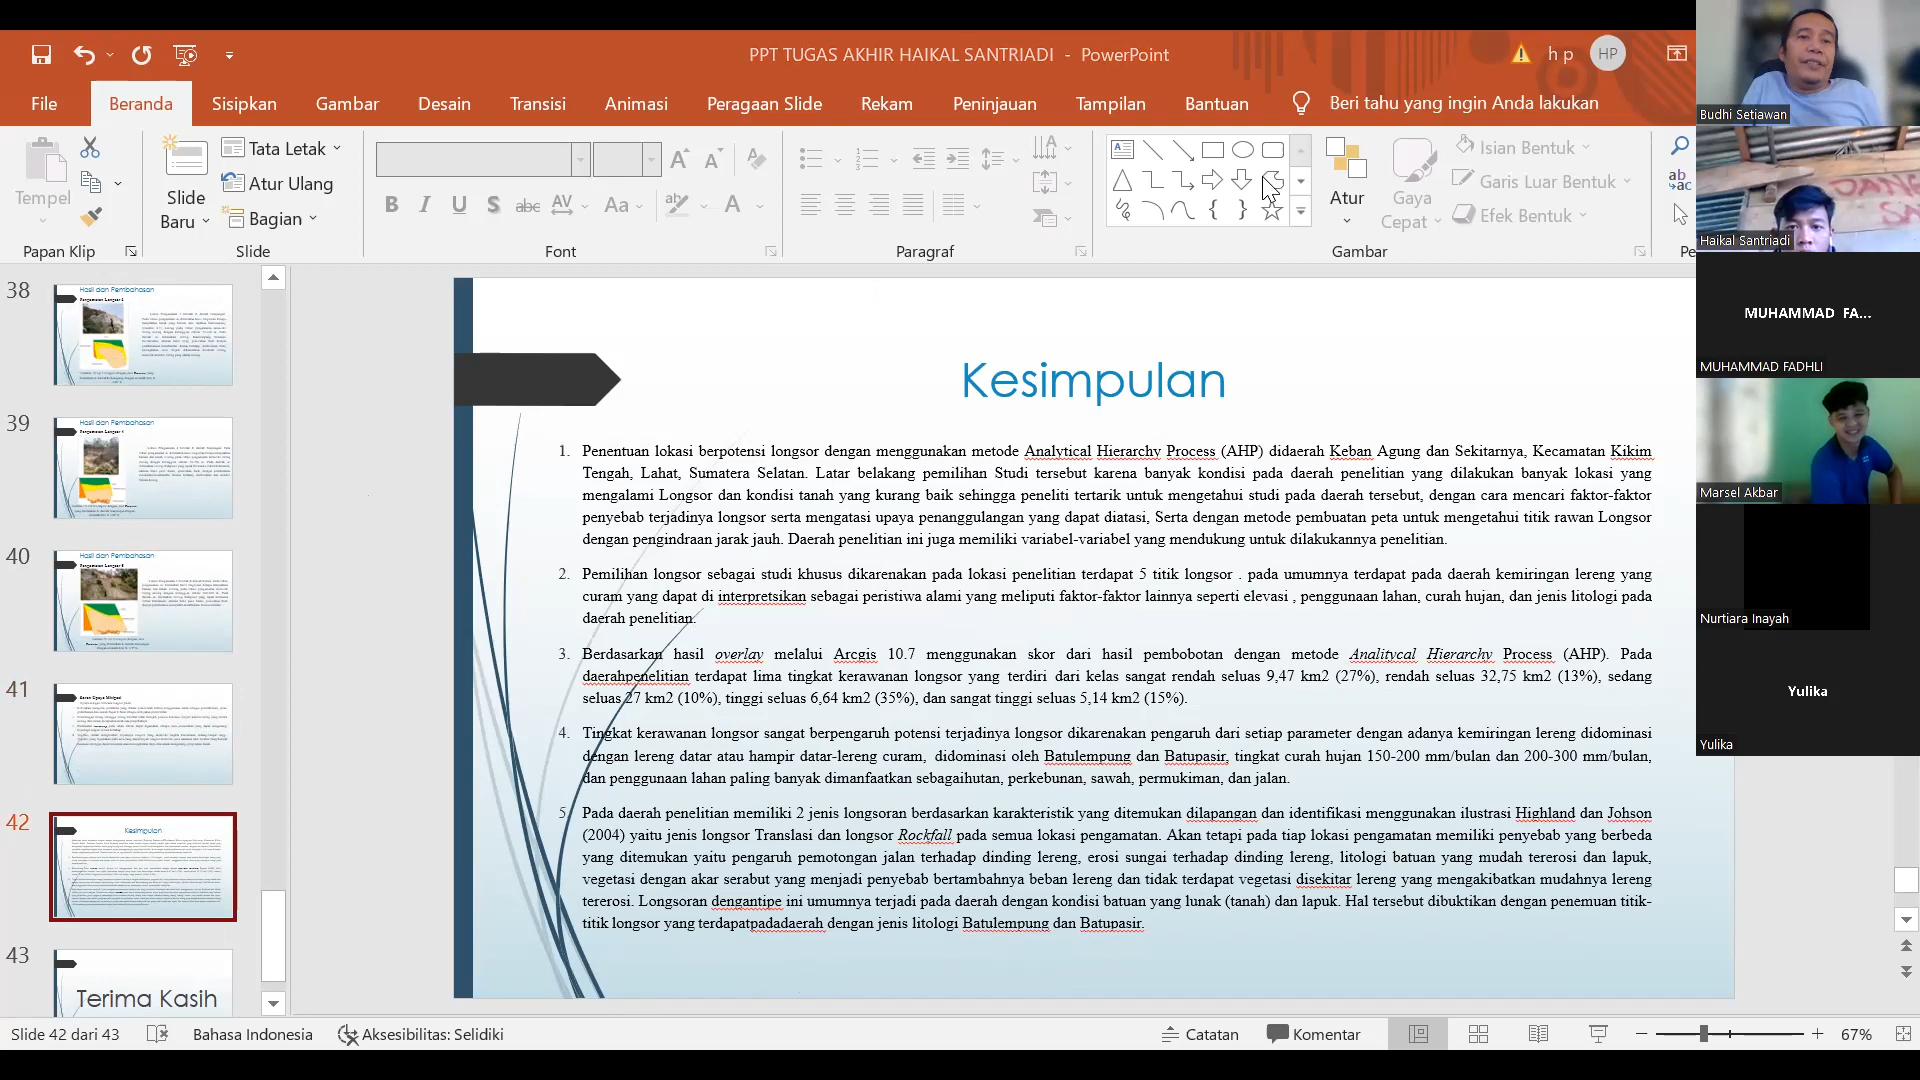 PPT TUGAS AKHIR HAIKAL SANTRIADI - PowerPoint
h p HP
File Beranda Sisipkan Gambar Desain Transisi Animasi Peragaan Slide Rekam Peninjauan Tampilan Bantuan Beri tahu yang ingin Anda lakukan
Tempel
Papan Klip
Slide Baru
Tata Letak
Atur Ulang
Bagian
Slide
Font
Paragraf
Atur
Gaya Cepat
Isian Bentuk
Garis Luar Bentuk
Efek Bentuk
Gambar
38
Hasil dan Pembahasan
39
Hasil dan Pembahasan
40
Hasil dan Pembahasan
41
42
Kesimpulan
43
Terima Kasih
Kesimpulan
1. Penentuan lokasi berpotensi longsor dengan menggunakan metode Analytical Hierarchy Process (AHP) didaerah Keban Agung dan Sekitarnya, Kecamatan Kikim
Tengah, Lahat, Sumatera Selatan. Latar belakang pemilihan Studi tersebut karena banyak kondisi pada daerah penelitian yang dilakukan banyak lokasi yang
mengalami Longsor dan kondisi tanah yang kurang baik sehingga peneliti tertarik untuk mengetahui studi pada daerah tersebut, dengan cara mencari faktor-faktor
penyebab terjadinya longsor serta mengatasi upaya penanggulangan yang dapat diatasi, Serta dengan metode pembuatan peta untuk mengetahui titik rawan Longsor
dengan pengindraan jarak jauh. Daerah penelitian ini juga memiliki variabel-variabel yang mendukung untuk dilakukannya penelitian.
2. Pemilihan longsor sebagai studi khusus dikarenakan pada lokasi penelitian terdapat 5 titik longsor . pada umumnya terdapat pada daerah kemiringan lereng yang
curam yang dapat di interpretsikan sebagai peristiwa alami yang meliputi faktor-faktor lainnya seperti elevasi , penggunaan lahan, curah hujan, dan jenis litologi pada
daerah penelitian.
3. Berdasarkan hasil overlay melalui Arcgis 10.7 menggunakan skor dari hasil pembobotan dengan metode Analitycal Hierarchy Process (AHP). Pada
daerahpenelitian terdapat lima tingkat kerawanan longsor yang terdiri dari kelas sangat rendah seluas 9,47 km2 (27%), rendah seluas 32,75 km2 (13%), sedang
seluas 27 km2 (10%), tinggi seluas 6,64 km2 (35%), dan sangat tinggi seluas 5,14 km2 (15%).
4. Tingkat kerawanan longsor sangat berpengaruh potensi terjadinya longsor dikarenakan pengaruh dari setiap parameter dengan adanya kemiringan lereng didominasi
dengan lereng datar atau hampir datar-lereng curam, didominasi oleh Batulempung dan Batupasir, tingkat curah hujan 150-200 mm/bulan dan 200-300 mm/bulan,
dan penggunaan lahan paling banyak dimanfaatkan sebagaihutan, perkebunan, sawah, permukiman, dan jalan.
5. Pada daerah penelitian memiliki 2 jenis longsoran berdasarkan karakteristik yang ditemukan dilapangan dan identifikasi menggunakan ilustrasi Highland dan Johson
(2004) yaitu jenis longsor Translasi dan longsor Rockfall pada semua lokasi pengamatan. Akan tetapi pada tiap lokasi pengamatan memiliki penyebab yang berbeda
yang ditemukan yaitu pengaruh pemotongan jalan terhadap dinding lereng, erosi sungai terhadap dinding lereng, litologi batuan yang mudah tererosi dan lapuk,
vegetasi dengan akar serabut yang menjadi penyebab bertambahnya beban lereng dan tidak terdapat vegetasi disekitar lereng yang mengakibatkan mudahnya lereng
tererosi. Longsoran dengantipe ini umumnya terjadi pada daerah dengan kondisi batuan yang lunak (tanah) dan lapuk. Hal tersebut dibuktikan dengan penemuan titik-
titik longsor yang terdapatpadadaerah dengan jenis litologi Batulempung dan Batupasir.
Budhi Setiawan
Haikal Santriadi
MUHAMMAD FA...
MUHAMMAD FADHLI
Marsel Akbar
Nurtiara Inayah
Yulika
Yulika
Slide 42 dari 43 Bahasa Indonesia Aksesibilitas: Selidiki Catatan Komentar 67%